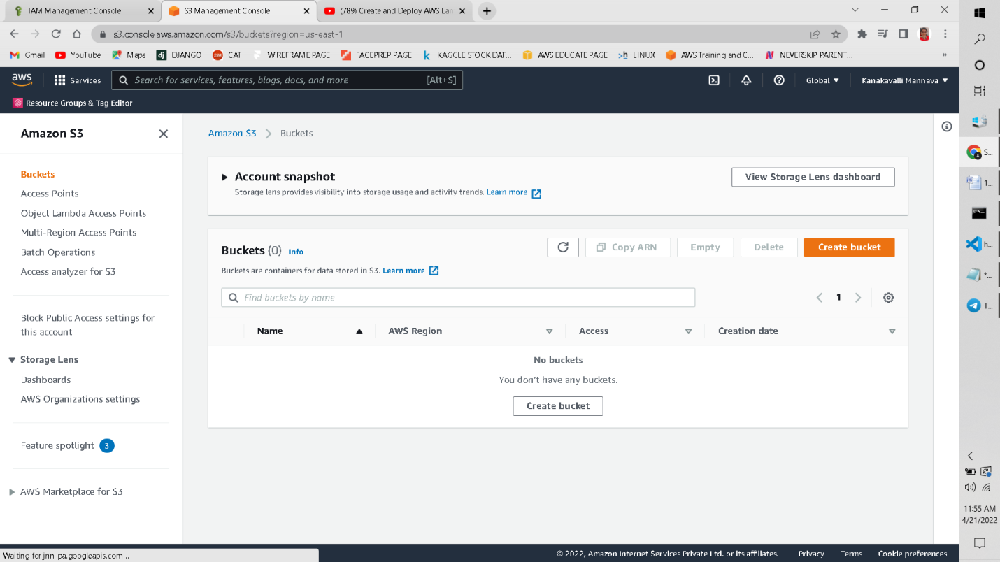 IAM Management Console
S3 Management Console
(789) Create and Deploy AWS Lan
s3.console.aws.amazon.com/s3/buckets?region=us-east-1
Gmail YouTube Maps DJANGO CAT WIREFRAME PAGE FACEPREP PAGE KAGGLE STOCK DAT... AWS EDUCATE PAGE LINUX AWS Training and C... NEVERSKIP PARENT... »
aws Services Search for services, features, blogs, docs, and more [Alt+S] Global Kanakavalli Mannava
Resource Groups & Tag Editor
Amazon S3
Buckets
Access Points
Object Lambda Access Points
Multi-Region Access Points
Batch Operations
Access analyzer for S3
Block Public Access settings for
this account
Storage Lens
Dashboards
AWS Organizations settings
Feature spotlight 3
AWS Marketplace for S3
Amazon S3 > Buckets
Account snapshot
Storage lens provides visibility into storage usage and activity trends. Learn more
View Storage Lens dashboard
Buckets (0) Info
Copy ARN Empty Delete Create bucket
Buckets are containers for data stored in S3. Learn more
Find buckets by name
1
Name AWS Region Access Creation date
No buckets
You don't have any buckets.
Create bucket
Waiting for jnn-pa.googleapis.com...
© 2022, Amazon Internet Services Private Ltd. or its affiliates. Privacy Terms Cookie preferences
S...
1...
h...
*...
T...
11:55 AM
4/21/2022